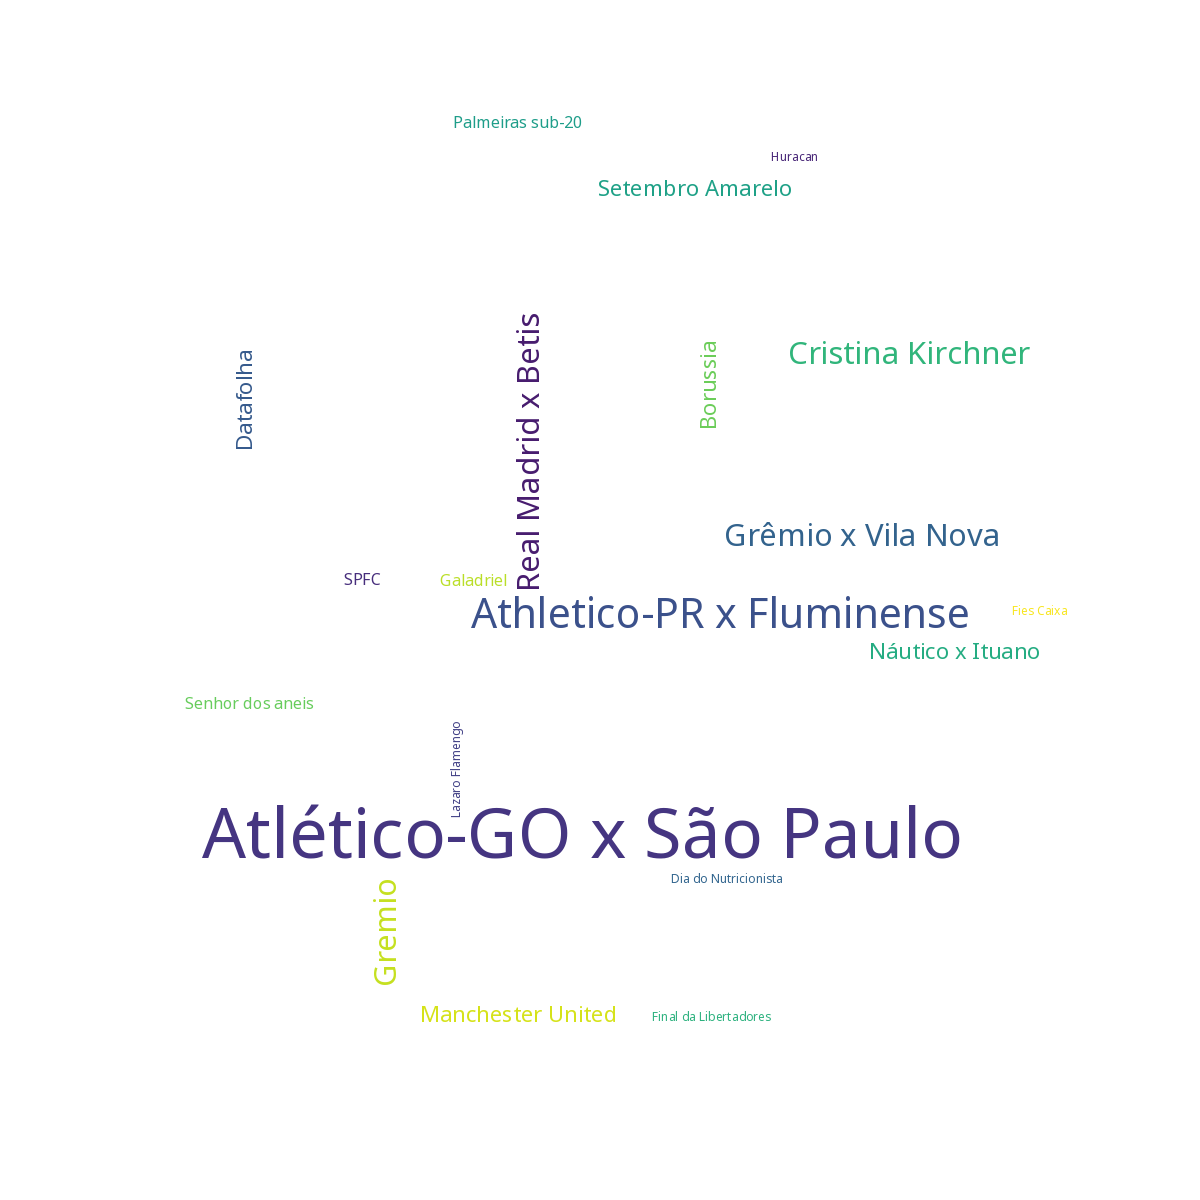 Palmeiras sub-20
Huracan
Setembro Amarelo
Datafolha
Real Madrid x Betis
Borussia
Cristina Kirchner
Grêmio x Vila Nova
SPFC
Galadriel
Athletico-PR x Fluminense
Fies Caixa
Náutico x Ituano
Senhor dos aneis
Lazaro Flamengo
Atlético-GO x São Paulo
Dia do Nutricionista
Gremio
Manchester United
Final da Libertadores